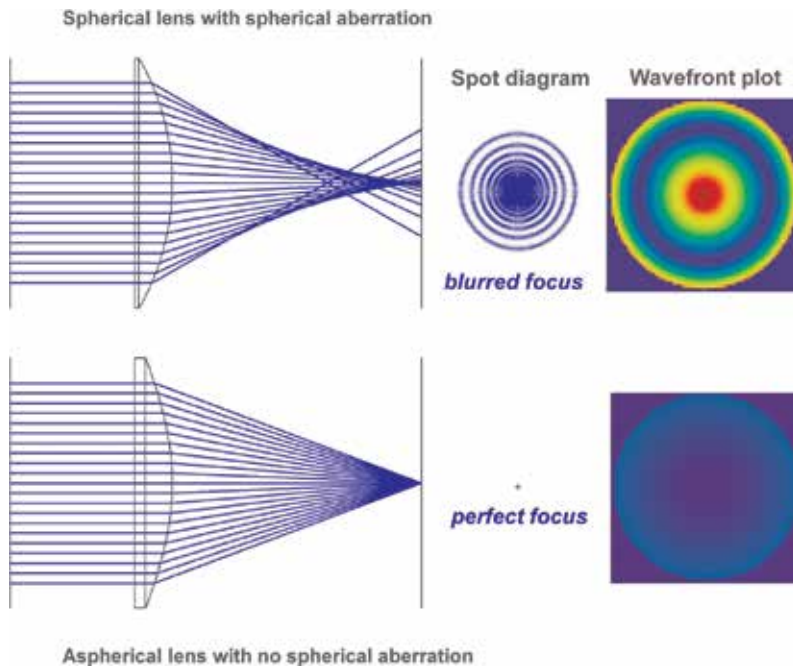 Spherical lens with spherical aberration
Spot diagram
Wavefront plot
blurred focus
perfect focus
Aspherical lens with no spherical aberration